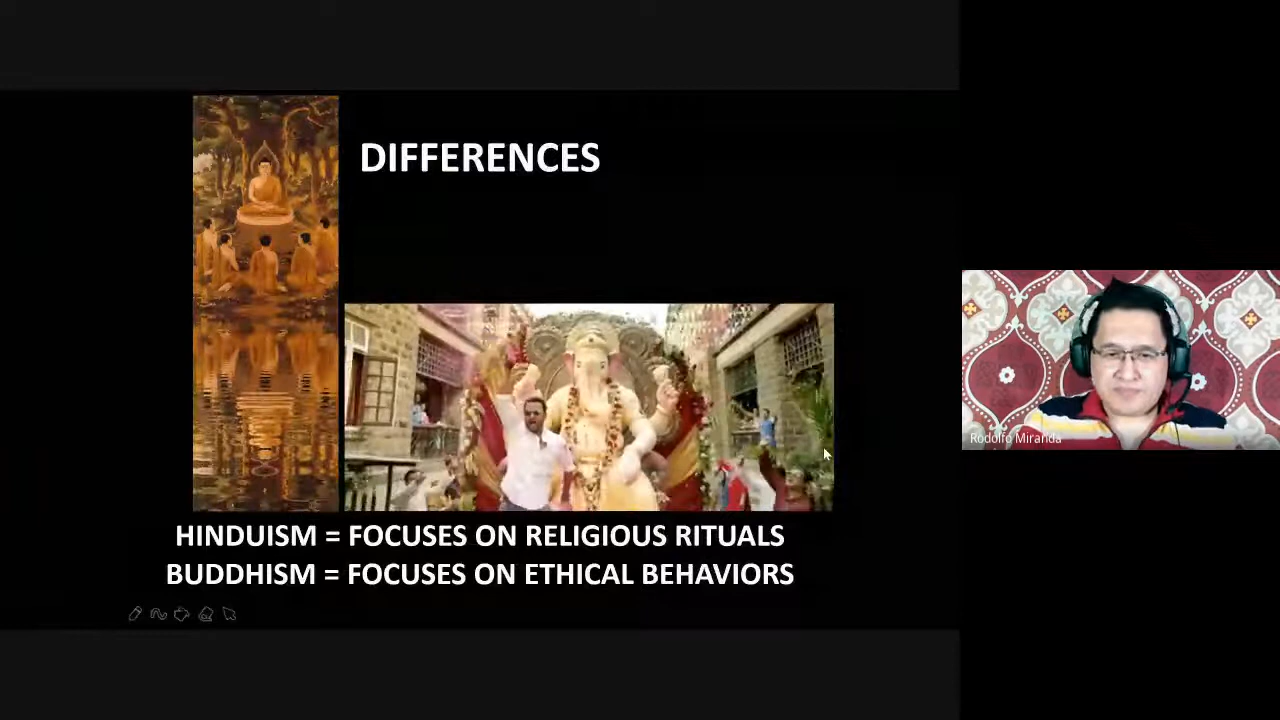 DIFFERENCES
HINDUISM = FOCUSES ON RELIGIOUS RITUALS
BUDDHISM = FOCUSES ON ETHICAL BEHAVIORS
Rodolfo Miranda